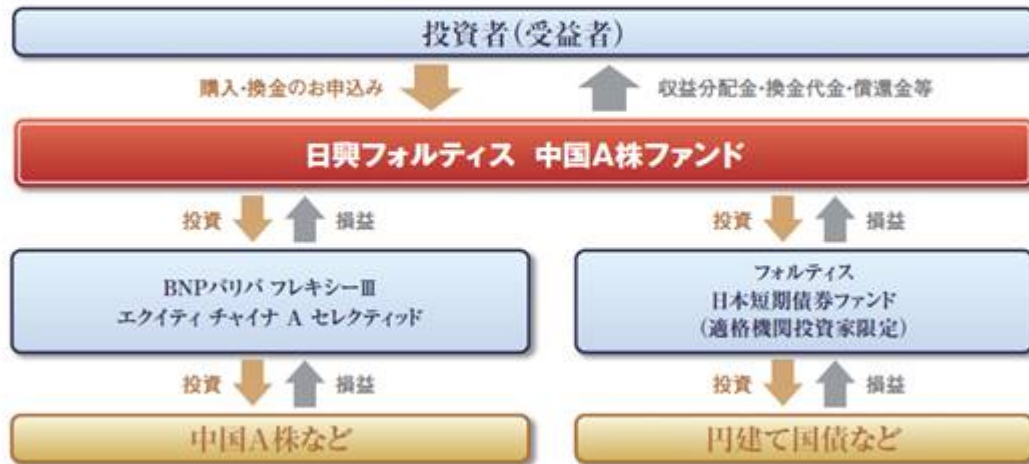 投資者(受益者)
購入・換金のお申込み
収益分配金・換金代金・償還金等
日興フォルティス 中国A株ファンド
投資
損益
投資
損益
BNPパリバ フレキシーⅢ
エクイティ チャイナ A セレクティッド
フォルティス
日本短期債券ファンド
(適格機関投資家限定)
投資
損益
投資
損益
中国A株など
円建て国債など